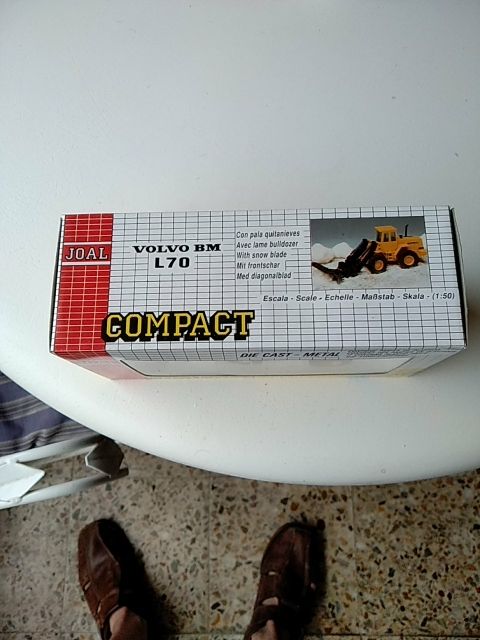 JOAL
VOLVO BM
L70
Con pala quitanieves
Avec lame bulldozer
With snow blade
Mit frontschar
Med diagonalblad
Escala - Scale - Echelle - Maßstab - Skala - (1:50)
COMPACT
DIE CAST - METAL